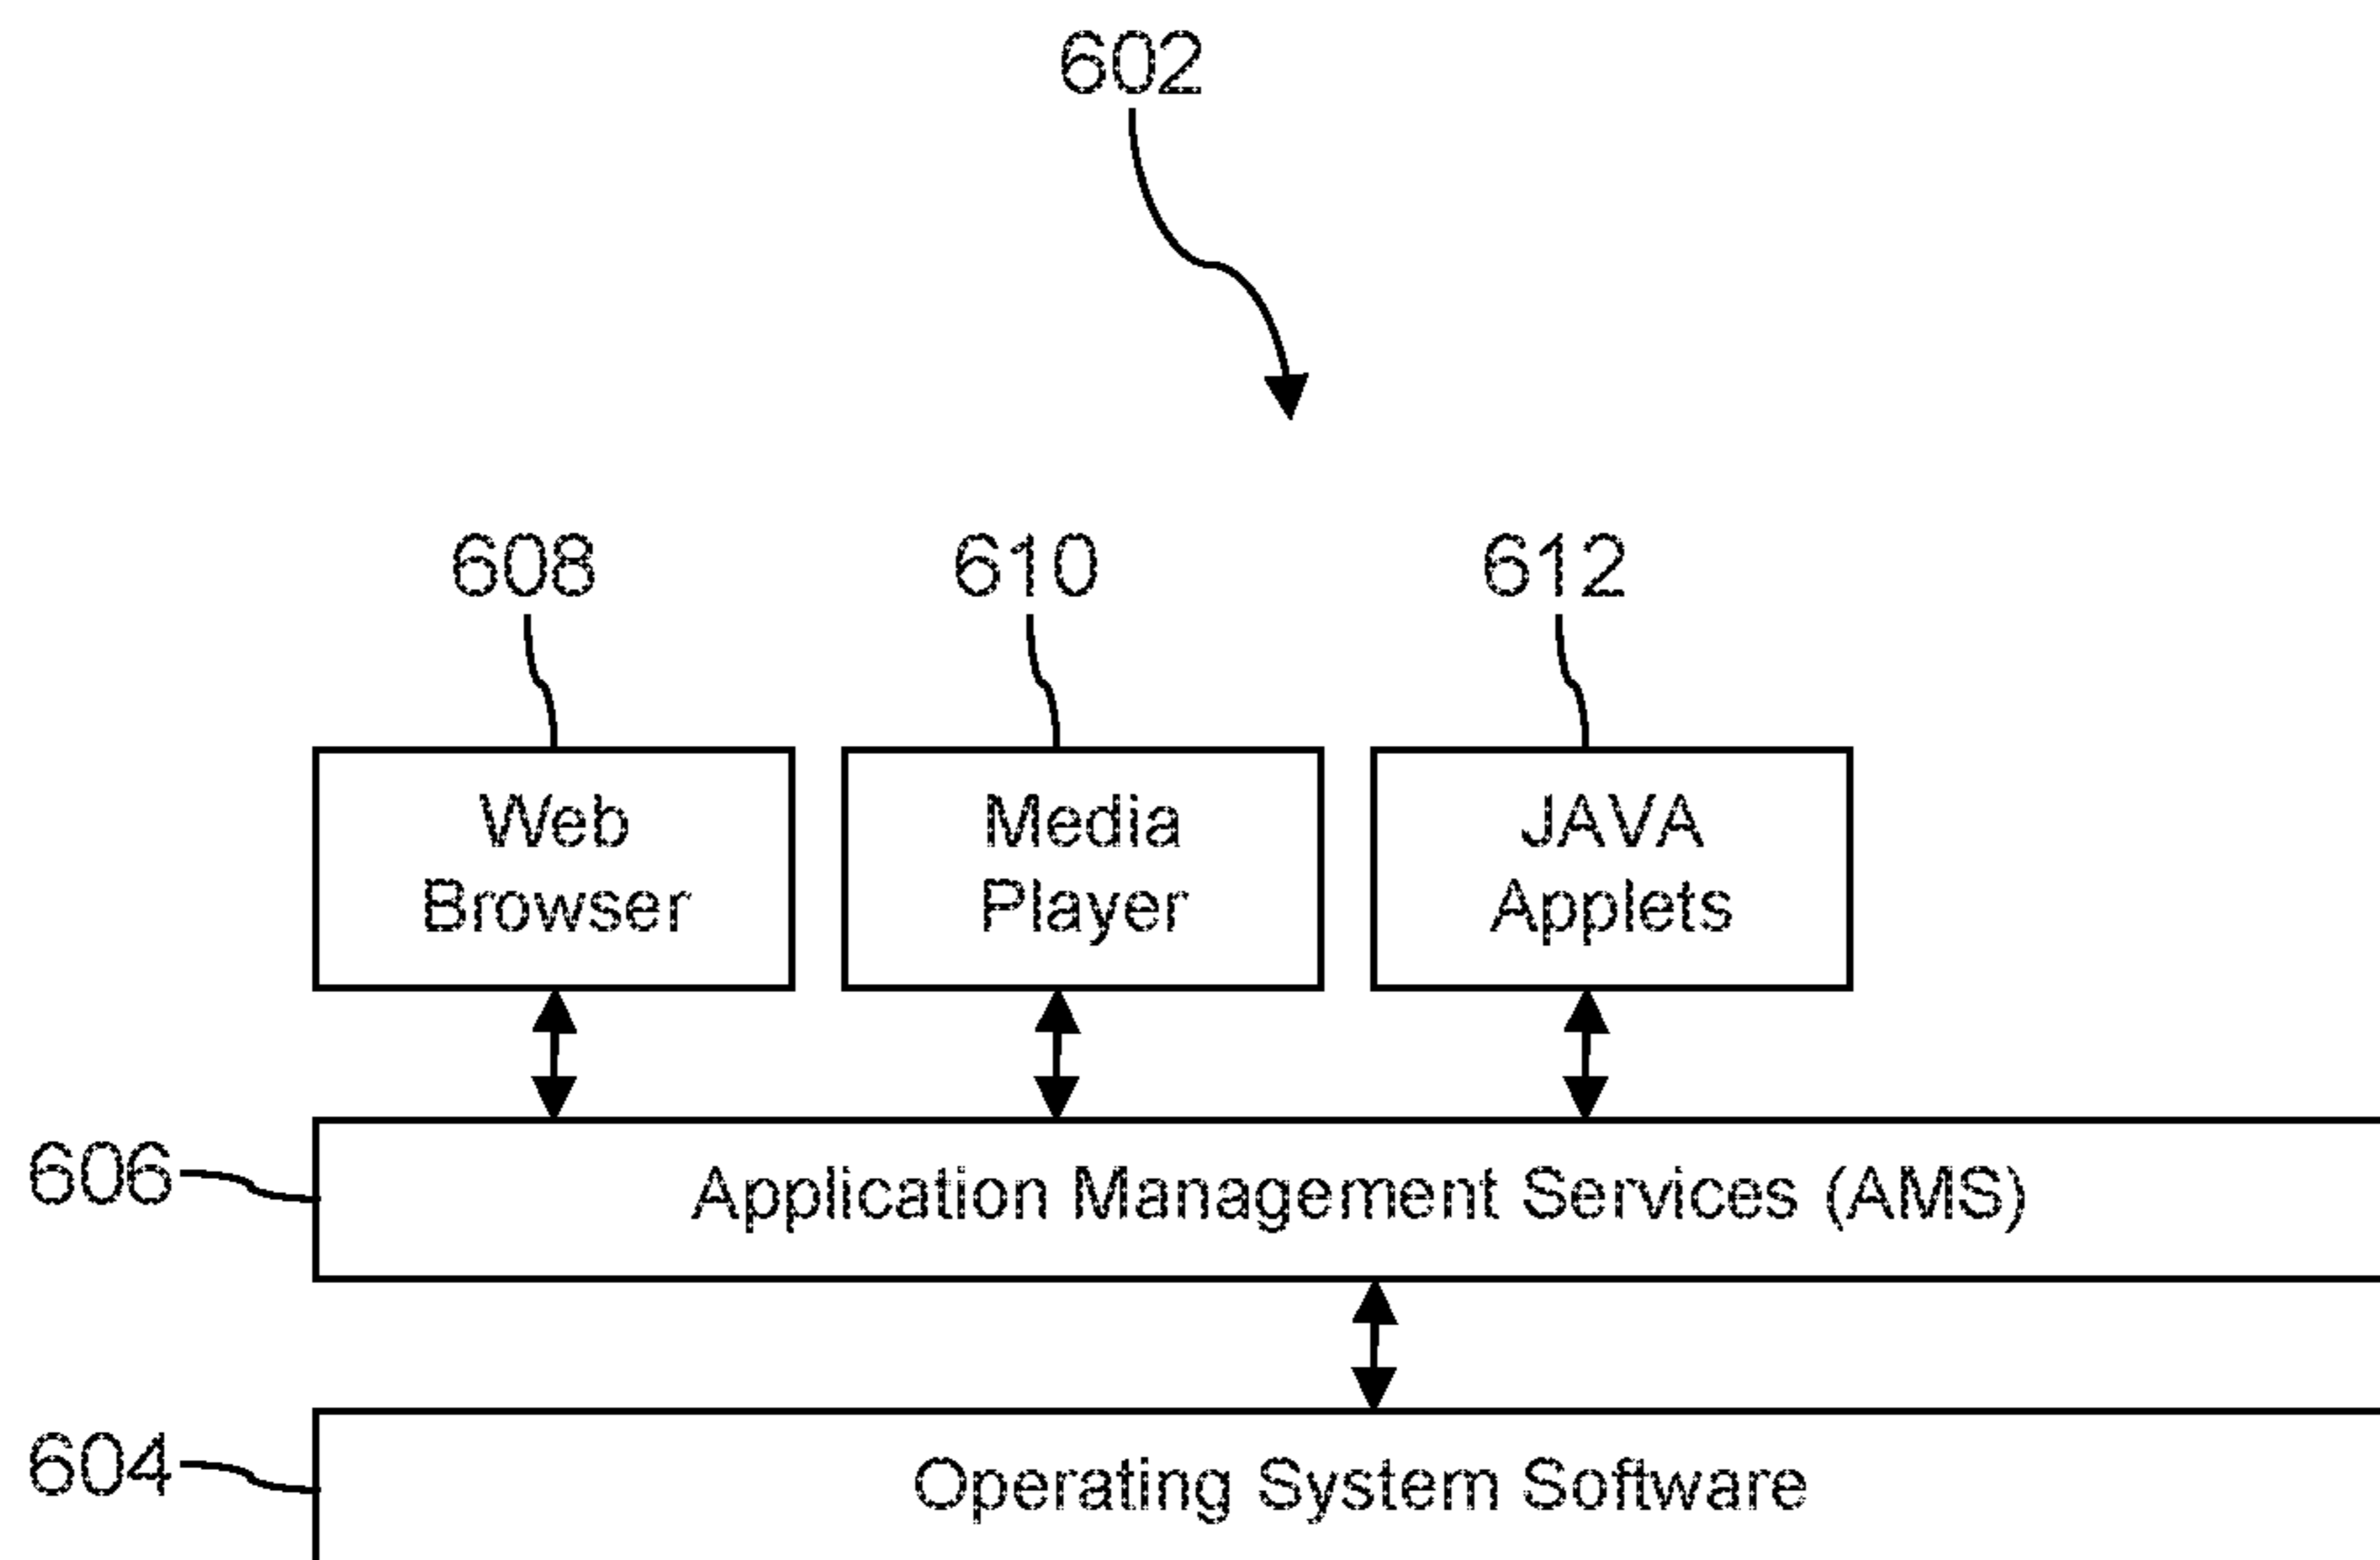 602
608 610 612
Web Media JAVA
Browser Player Applets
606 Application Management Services (AMS)
604 Operating System Software